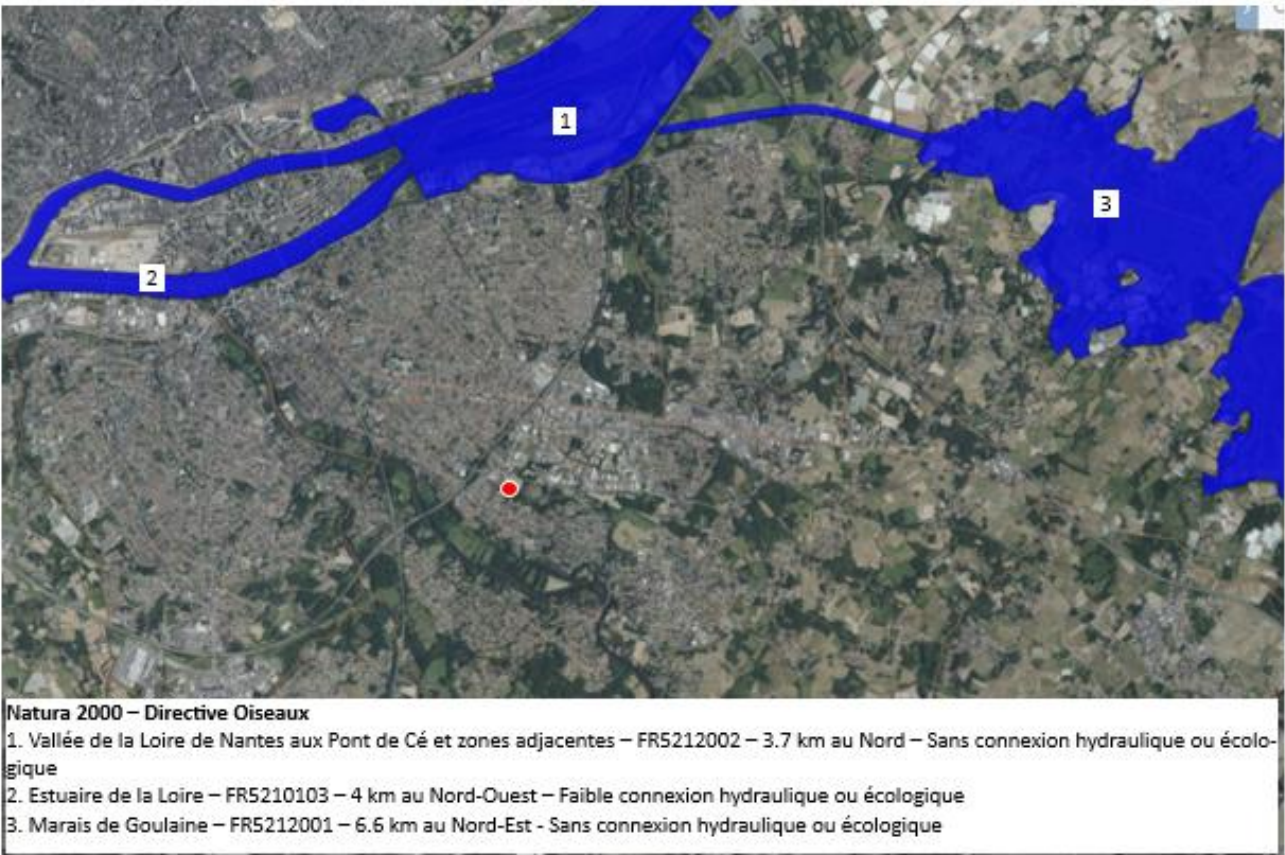 1
2
3
Natura 2000 – Directive Oiseaux
1. Vallée de la Loire de Nantes aux Pont de Cé et zones adjacentes – FR5212002 – 3.7 km au Nord – Sans connexion hydraulique ou écolo-
gique
2. Estuaire de la Loire – FR5210103 – 4 km au Nord-Ouest – Faible connexion hydraulique ou écologique
3. Marais de Goulaine – FR5212001 – 6.6 km au Nord-Est - Sans connexion hydraulique ou écologique